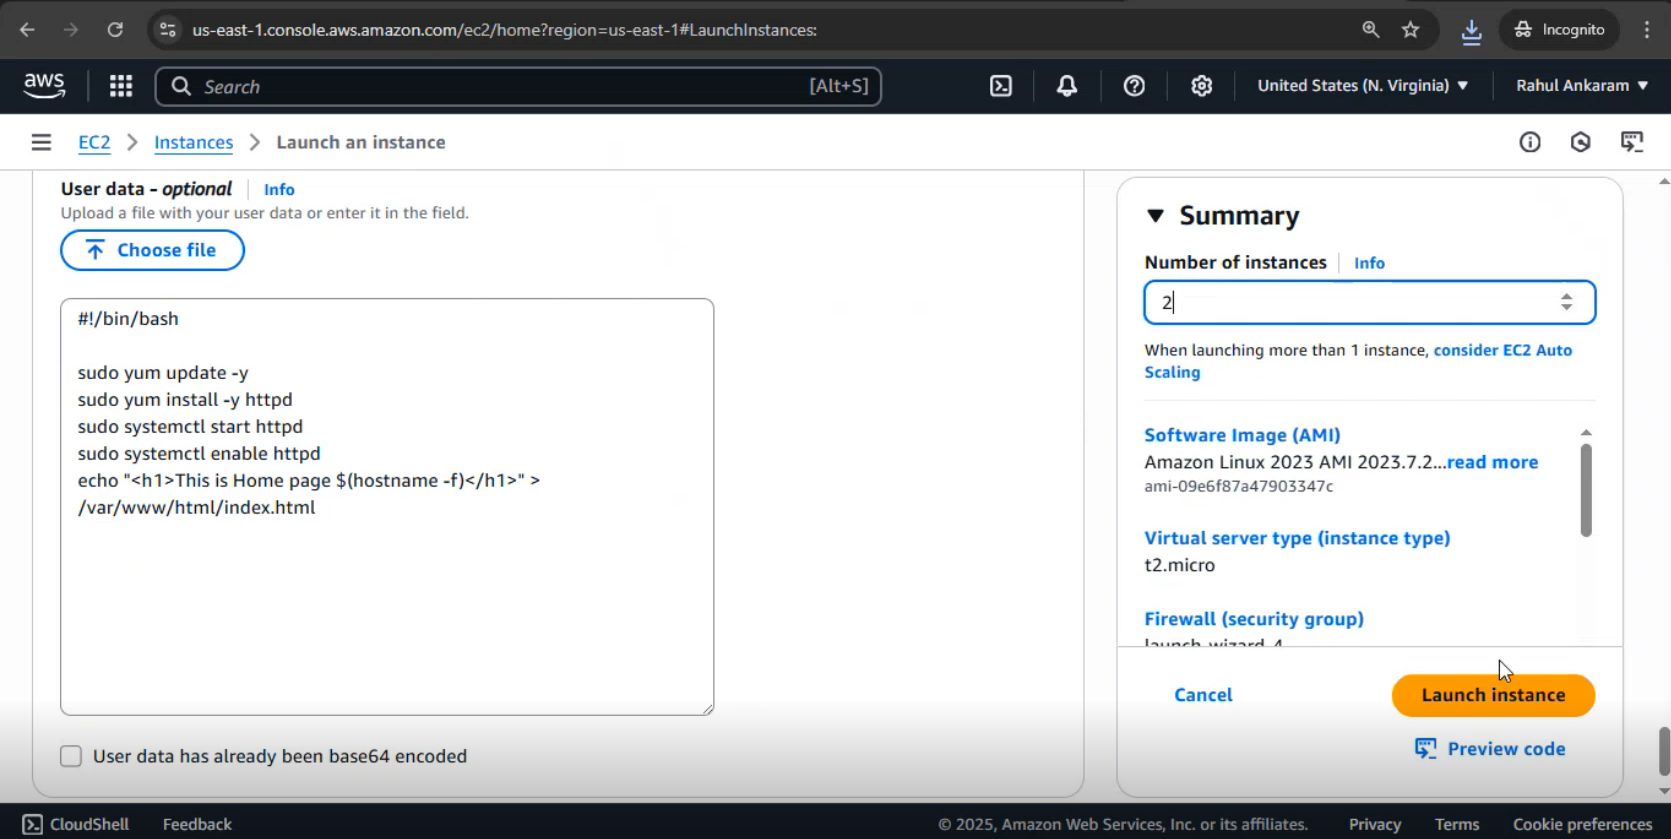 us-east-1.console.aws.amazon.com/ec2/home?region=us-east-1#LaunchInstances:
Incognito
aws
Search
[Alt+S]
United States (N. Virginia)
Rahul Ankaram
EC2
Instances
Launch an instance
User data - optional
Info
Upload a file with your user data or enter it in the field.
Choose file
#!/bin/bash
sudo yum update -y
sudo yum install -y httpd
sudo systemctl start httpd
sudo systemctl enable httpd
echo "<h1>This is Home page $(hostname -f)</h1>" >
/var/www/html/index.html
User data has already been base64 encoded
Summary
Number of instances
Info
2
When launching more than 1 instance, consider EC2 Auto
Scaling
Software Image (AMI)
Amazon Linux 2023 AMI 2023.7.2...read more
ami-09e6f87a47903347c
Virtual server type (instance type)
t2.micro
Firewall (security group)
launch-wizard-4
Cancel
Launch instance
Preview code
CloudShell
Feedback
© 2025, Amazon Web Services, Inc. or its affiliates.
Privacy
Terms
Cookie preferences